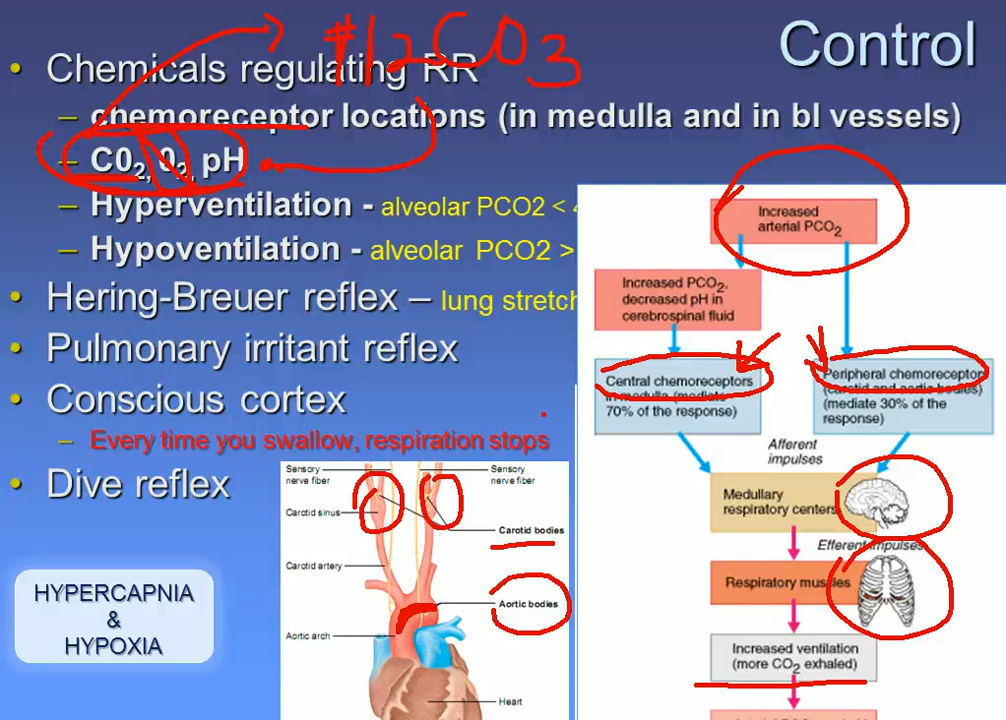 Control
#12CO3
• Chemicals regulating RR
– chemoreceptor locations (in medulla and in bl vessels)
– C02, 02, pH
– Hyperventilation - alveolar PCO2 <
– Hypoventilation - alveolar PCO2 >
• Hering-Breuer reflex – lung stretch
• Pulmonary irritant reflex
• Conscious cortex
– Every time you swallow, respiration stops
• Dive reflex
HYPERCAPNIA
&
HYPOXIA
Sensory
nerve fiber
Sensory
nerve fiber
Carotid sinus
Carotid bodies
Carotid artery
Aortic bodies
Aortic arch
Heart
Increased
arterial PCO2
Increased PCO2,
decreased pH in
cerebrospinal fluid
Central chemoreceptors
in medulla (mediate
70% of the response)
Peripheral chemoreceptors
(carotid and aortic bodies)
(mediate 30% of the
response)
Afferent
impulses
Medullary
respiratory centers
Efferent impulses
Respiratory muscles
Increased ventilation
(more CO2 exhaled)